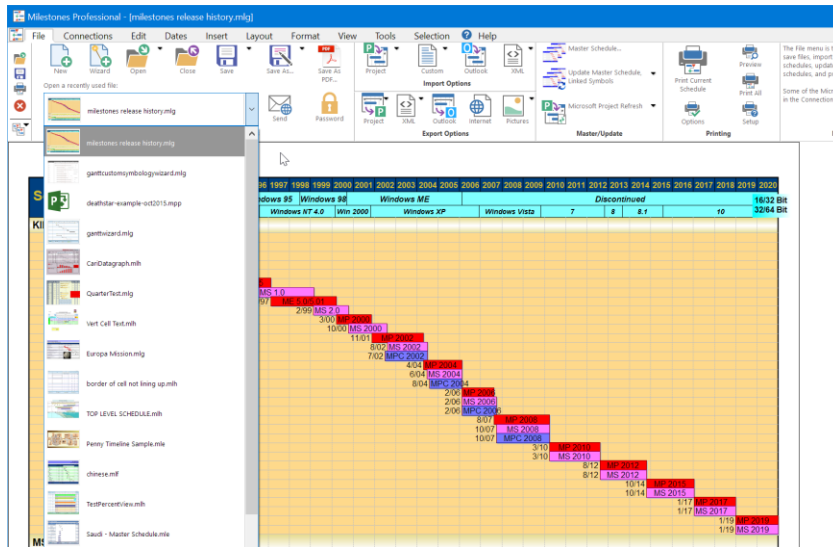 Milestones Professional - [milestones release history.mlg]
File Connections Edit Dates Insert Layout Format View Tools Selection Help
New Wizard Open Close Save Save As... Save As PDF... Project Custom Outlook XML
Import Options
Open a recently used file:
milestones release history.mlg
Send Password
Project XML Outlook Internet Pictures
Export Options
Master Schedule...
Update Master Schedule, Linked Symbols
Microsoft Project Refresh
Master/Update
Print Current Schedule
Preview
Print All
Options Setup
Printing
The File menu is
save files, import
schedules, update
schedules, and
Some of the
in the Connection
milestones release history.mlg
ganttcustomsymbologywizard.mlg
deathstar-example-oct2015.mpp
ganttwizard.mlg
CariDatagraph.mlh
QuarterTest.mlg
Vert Cell Test.mlh
Europa Mission.mlg
border of cell not lining up.mlh
TOP LEVEL SCHEDULE.mlh
Penny Timeline Sample.mle
chinese.mlf
TestPercentView.mlh
Saudi - Master Schedule.mle
96 1997 1998 1999 2000 2001 2002 2003 2004 2005 2006 2007 2008 2009 2010 2011 2012 2013 2014 2015 2016 2017 2018 2019 2020
dows 95 Windows 98 Windows ME Discontinued 16/32 Bit
Windows NT 4.0 Win 2000 Windows XP Windows Vista 7 8 8.1 10 32/64 Bit
MS 1.0
/97 ME 5.0/5.01
2/99 MS 2.0
3/00 MP 2000
10/00 MS 2000
11/01 MP 2002
8/02 MS 2002
7/02 MPC 2002
4/04 MP 2004
6/04 MS 2004
8/04 MPC 2004
2/06 MP 2006
2/06 MS 2006
2/06 MPC 2006
8/07 MP 2008
10/07 MS 2008
10/07 MPC 2008
3/10 MP 2010
3/10 MS 2010
8/12 MP 2012
8/12 MS 2012
10/14 MP 2015
10/14 MS 2015
1/17 MP 2017
1/17 MS 2017
1/19 MP 2019
1/19 MS 2019